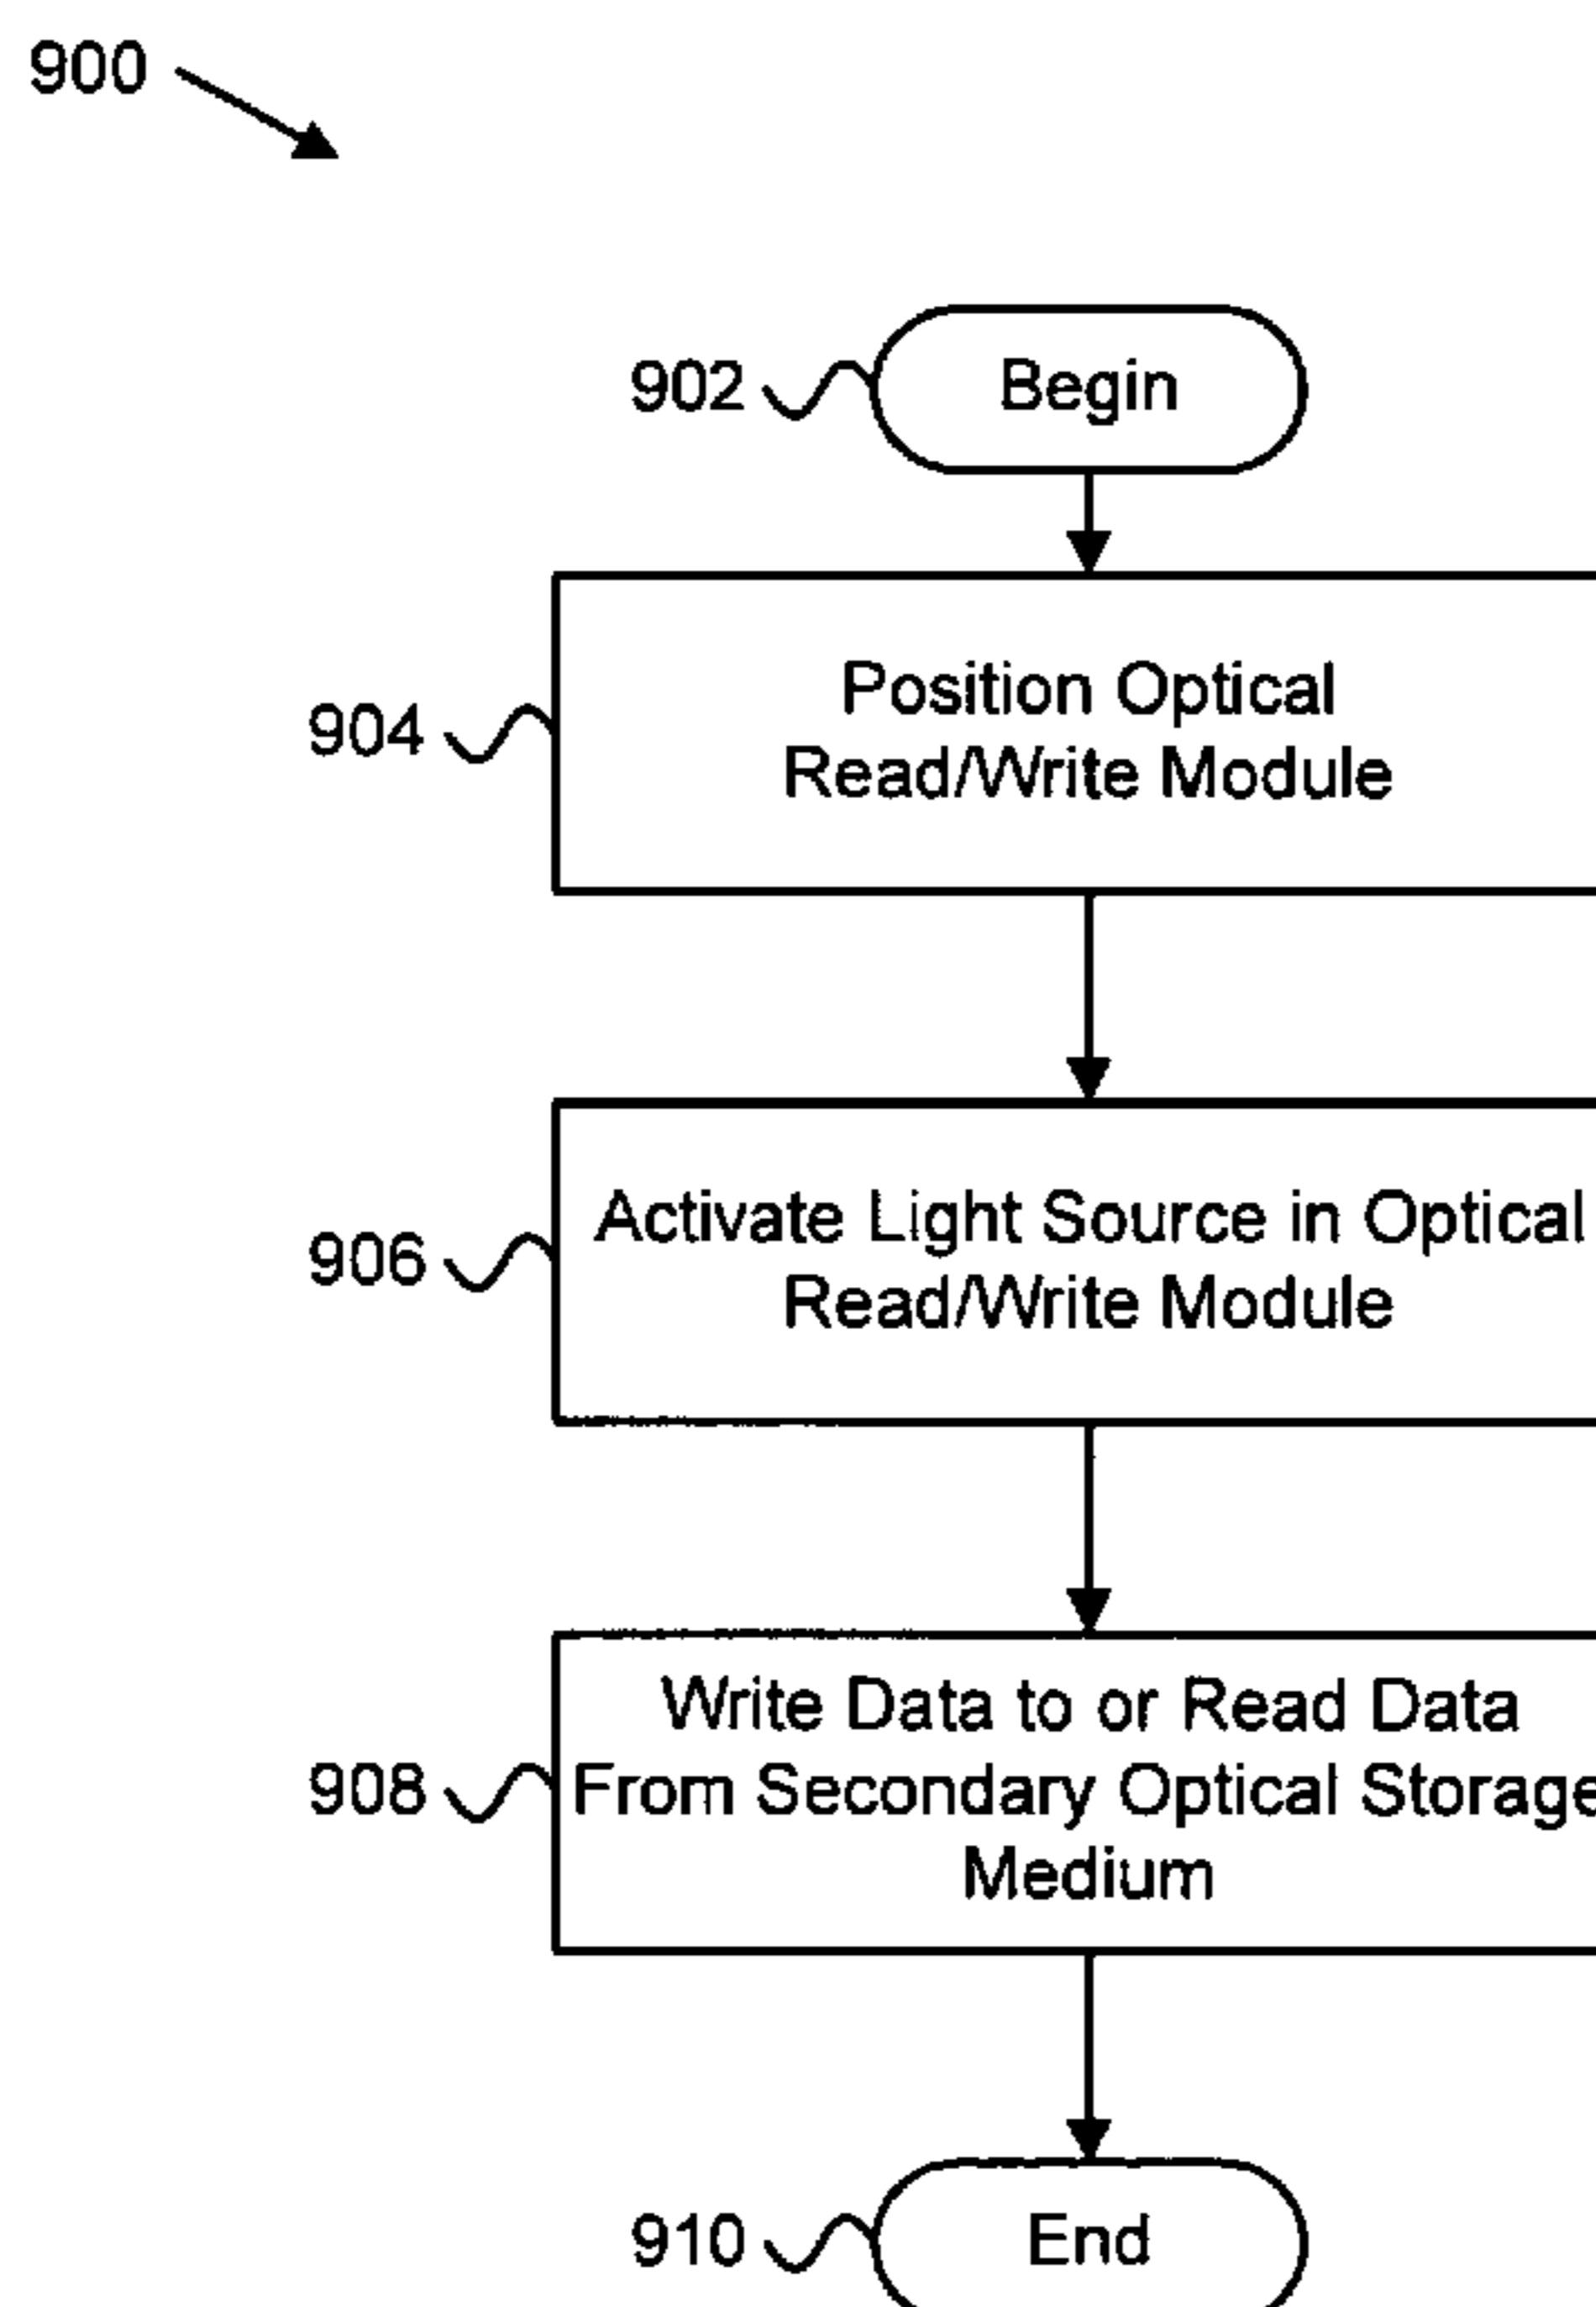 900
902
Begin
904
Position Optical
Read/Write Module
906
Activate Light Source in Optical
Read/Write Module
908
Write Data to or Read Data
From Secondary Optical Storage
Medium
910
End